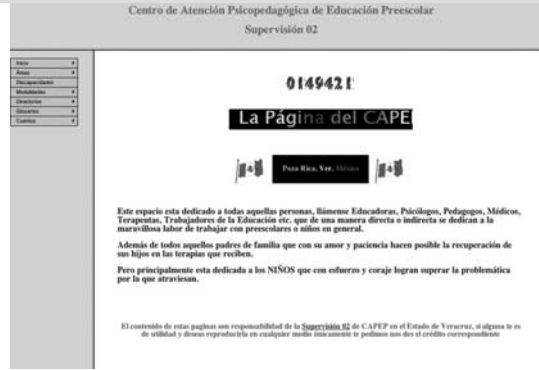 Centro de Atención Psicopedagógica de Educación Preescolar
Supervisión 02
Inicio
Áreas
Discapacidades
Modalidades
Directorios
Glosarios
Cuentos
0149421
La Página del CAPEP
Poza Rica, Ver. México
Este espacio esta dedicado a todas aquellas personas, llámense Educadoras, Psicólogos, Pedagogos, Médicos,
Terapeutas, Trabajadores de la Educación etc. que de una manera directa o indirecta se dedican a la
maravillosa labor de trabajar con preescolares o niños en general.
Además de todos aquellos padres de familia que con su amor y paciencia hacen posible la recuperación de
sus hijos en las terapias que reciben.
Pero principalmente esta dedicada a los NIÑOS que con esfuerzo y coraje logran superar la problemática
por la que atraviesan.
El contenido de estas paginas son responsabilidad de la Supervisión 02 de CAPEP en el Estado de Veracruz, si alguna te es
de utilidad y deseas reproducirla en cualquier medio únicamente te pedimos nos des el crédito correspondiente